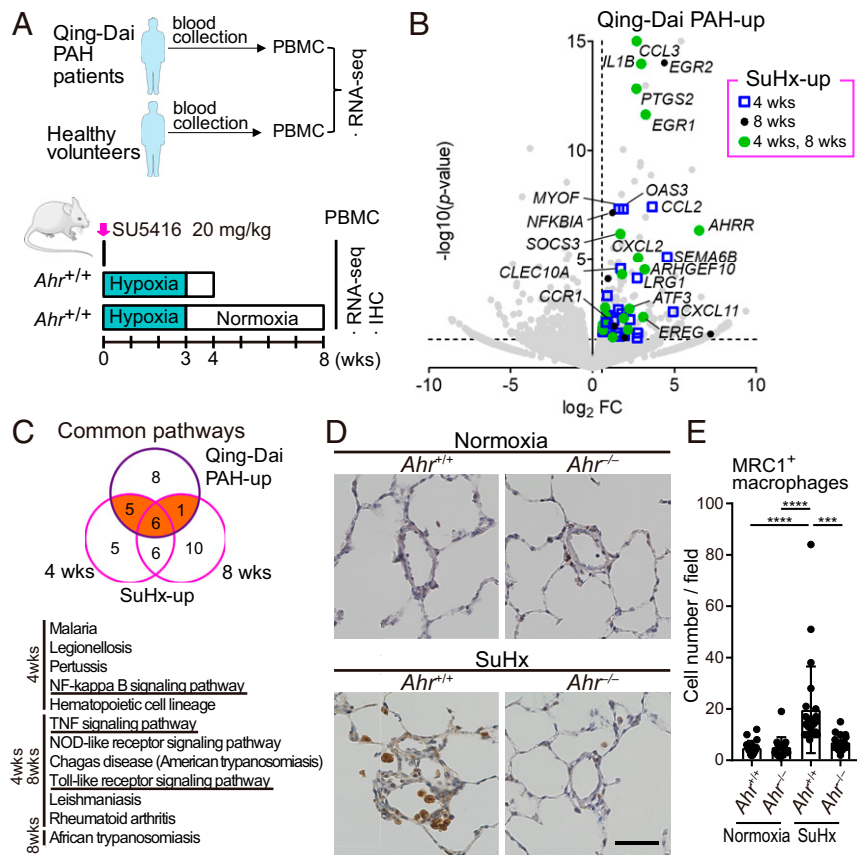 A
Qing-Dai
PAH
patients
blood
collection
PBMC
Healthy
volunteers
blood
collection
PBMC
· RNA-seq
SU5416 20 mg/kg
PBMC
Ahr+/+
Hypoxia
Ahr+/+
Hypoxia
Normoxia
0 3 4 8 (wks)
· RNA-seq
· IHC
B
Qing-Dai PAH-up
SuHx-up
4 wks
8 wks
4 wks, 8 wks
-log10(p-value)
15
10
5
0
-10 -5 0 5 10
log2 FC
CCL3
IL1B
EGR2
PTGS2
EGR1
MYOF
OAS3
CCL2
NFKBIA
AHRR
SOCS3
CXCL2
SEMA6B
CLEC10A
ARHGEF10
LRG1
CCR1
ATF3
CXCL11
EREG
C
Common pathways
Qing-Dai
PAH-up
8
5 1
6
5 6 10
4 wks
8 wks
SuHx-up
4wks
Malaria
Legionellosis
Pertussis
NF-kappa B signaling pathway
Hematopoietic cell lineage
4wks
8wks
TNF signaling pathway
NOD-like receptor signaling pathway
Chagas disease (American trypanosomiasis)
Toll-like receptor signaling pathway
Leishmaniasis
Rheumatoid arthritis
8wks
African trypanosomiasis
D
Normoxia
Ahr+/+
Ahr−/−
SuHx
Ahr+/+
Ahr−/−
E
MRC1+
macrophages
Cell number / field
100
80
60
40
20
0
****
**** ***
Ahr+/+
Ahr−/−
Ahr+/+
Ahr−/−
Normoxia SuHx